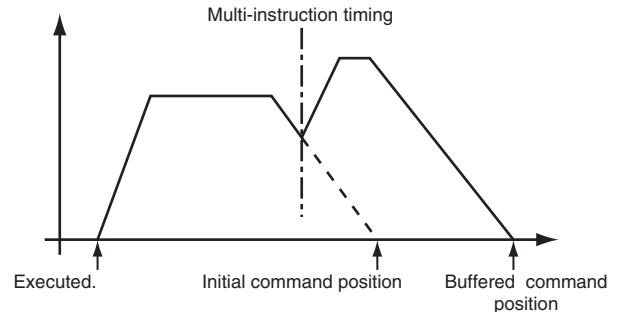 Multi-instruction timing
Executed.
Initial command position
Buffered command
position